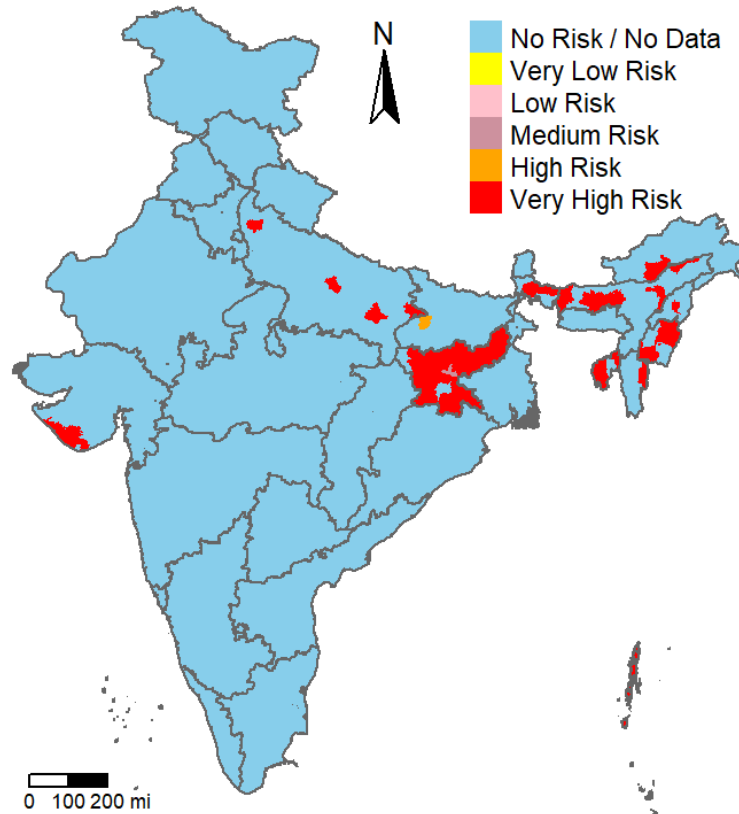 N
No Risk / No Data
Very Low Risk
Low Risk
Medium Risk
High Risk
Very High Risk
0 100 200 mi